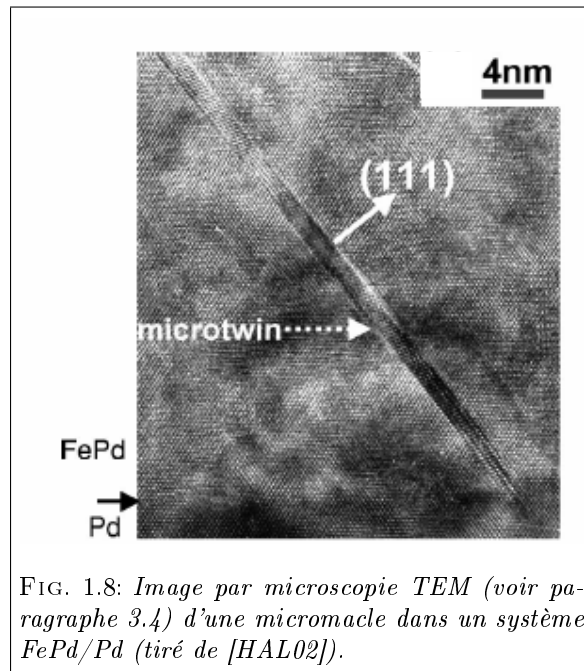 4nm
(111)
microtwin
FePd
Pd
FIG. 1.8: Image par microscopie TEM (voir pa-
ragraphe 3.4) d'une micromacle dans un système
FePd/Pd (tiré de [HAL02]).